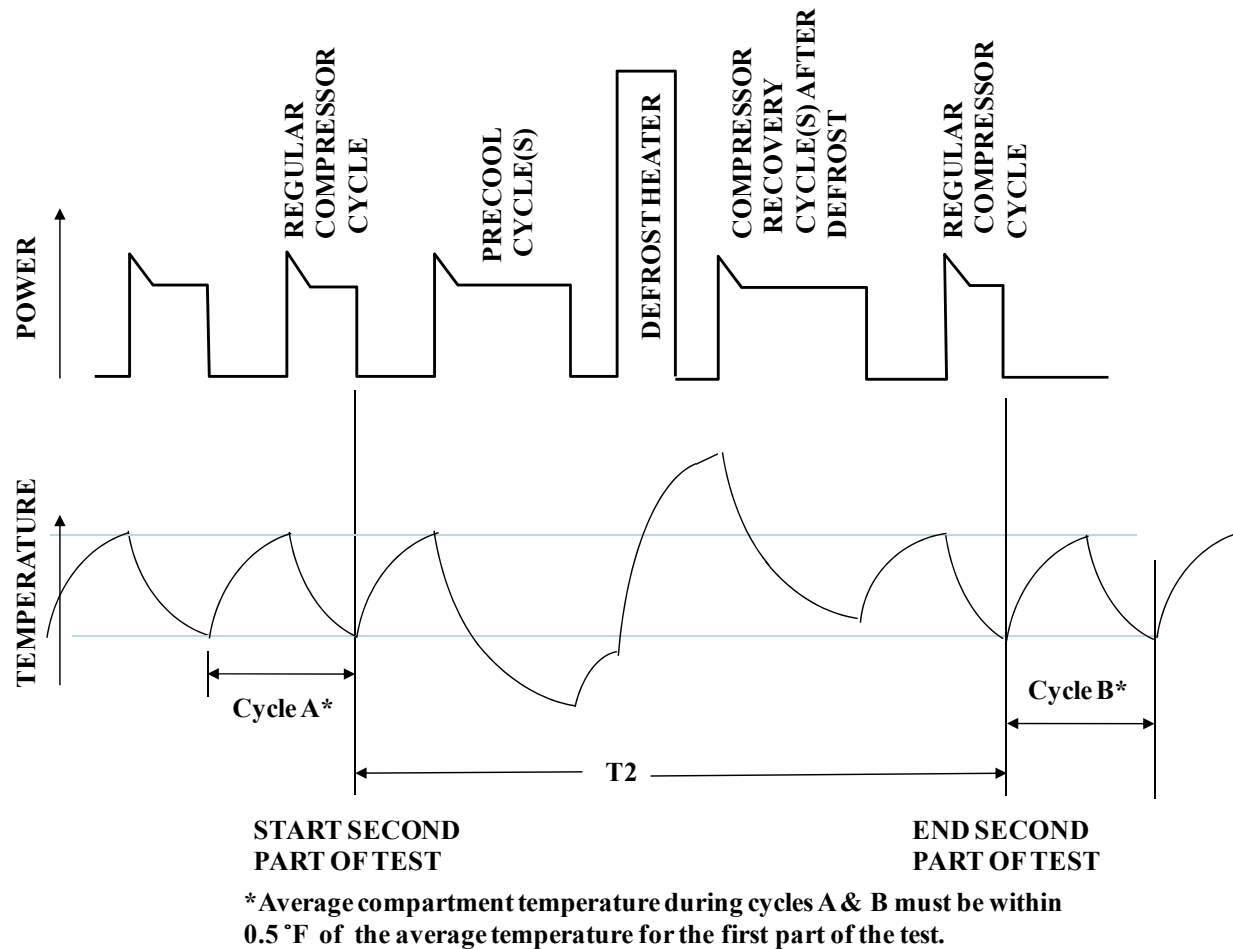 POWER
REGULAR
COMPRESSOR
CYCLE
PRECOOL
CYCLE(S)
DEFROST HEATER
COMPRESSOR
RECOVERY
CYCLE(S) AFTER
DEFROST
REGULAR
COMPRESSOR
CYCLE
TEMPERATURE
Cycle A*
Cycle B*
T2
START SECOND
PART OF TEST
END SECOND
PART OF TEST
*Average compartment temperature during cycles A & B must be within
0.5 °F of the average temperature for the first part of the test.